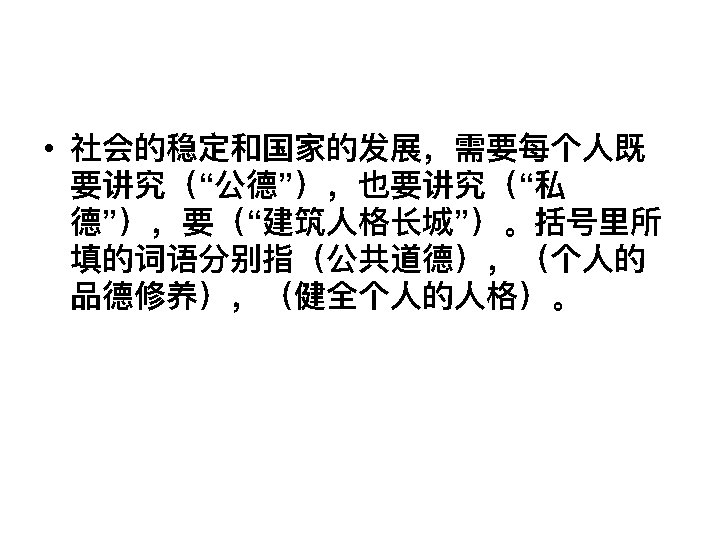 • 社会的稳定和国家的发展，需要每个人既
要讲究（“公德”），也要讲究（“私
德”），要（“建筑人格长城”）。括号里所
填的词语分别指（公共道德），（个人的
品德修养），（健全个人的人格）。